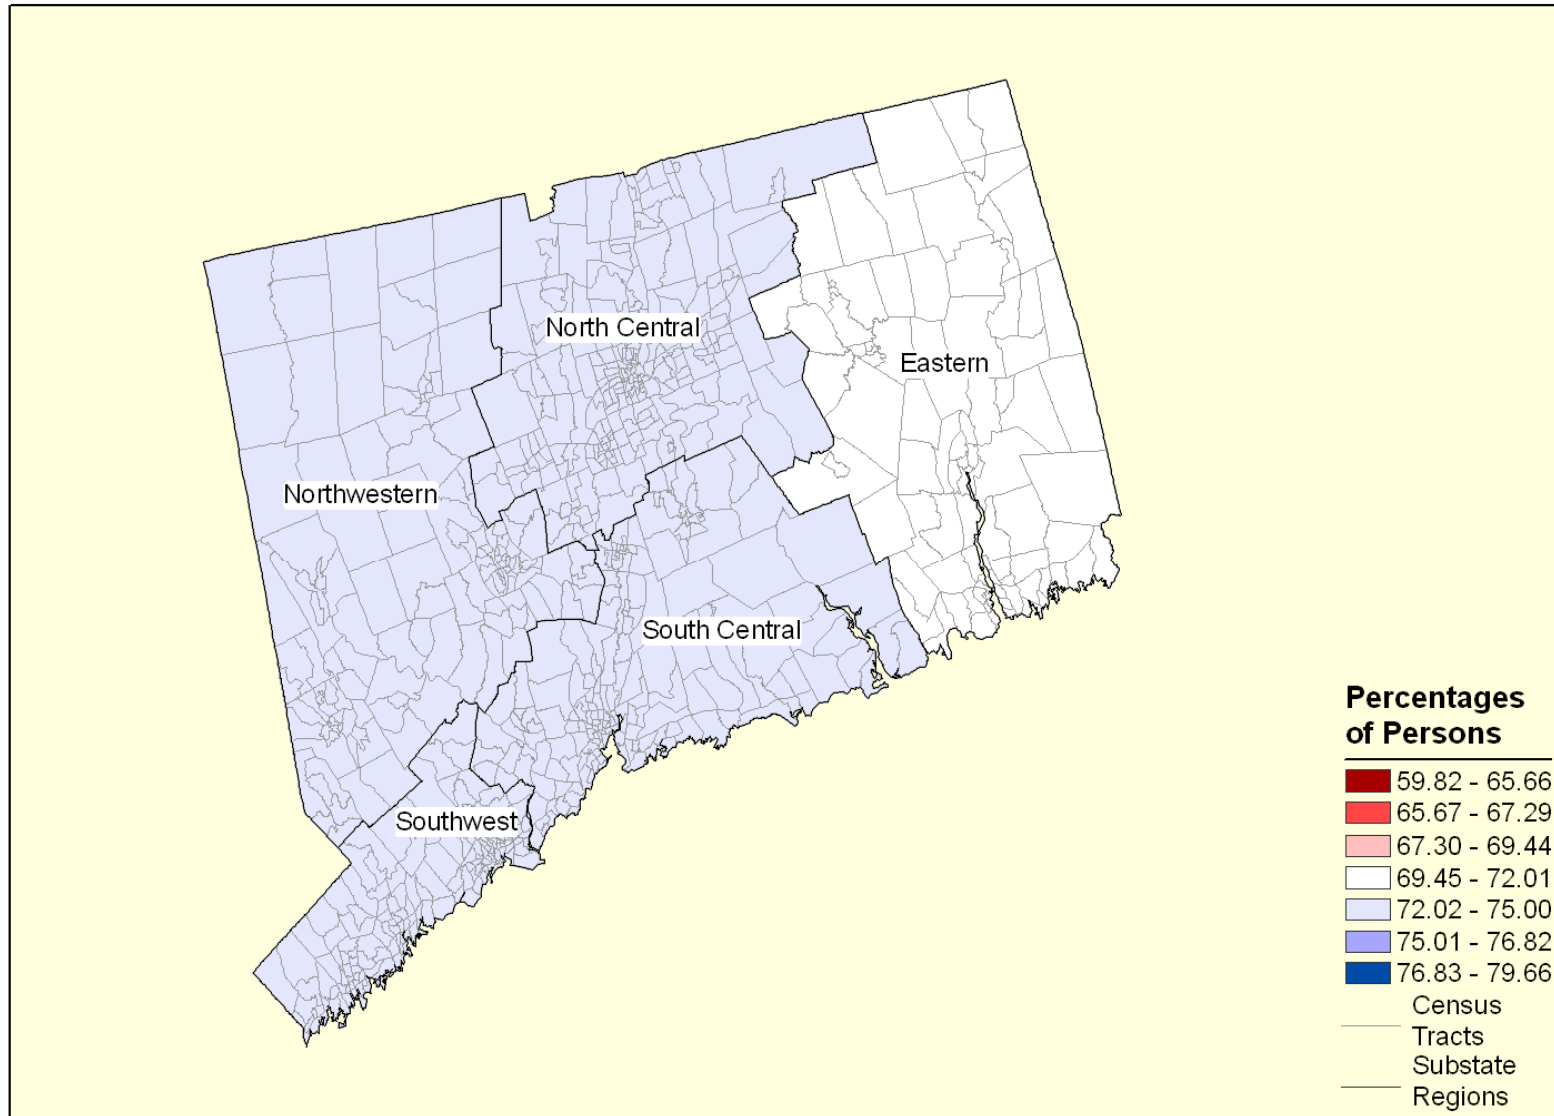 North Central
Eastern
Northwestern
South Central
Southwest
Percentages
of Persons
59.82 - 65.66
65.67 - 67.29
67.30 - 69.44
69.45 - 72.01
72.02 - 75.00
75.01 - 76.82
76.83 - 79.66
Census
Tracts
Substate
Regions